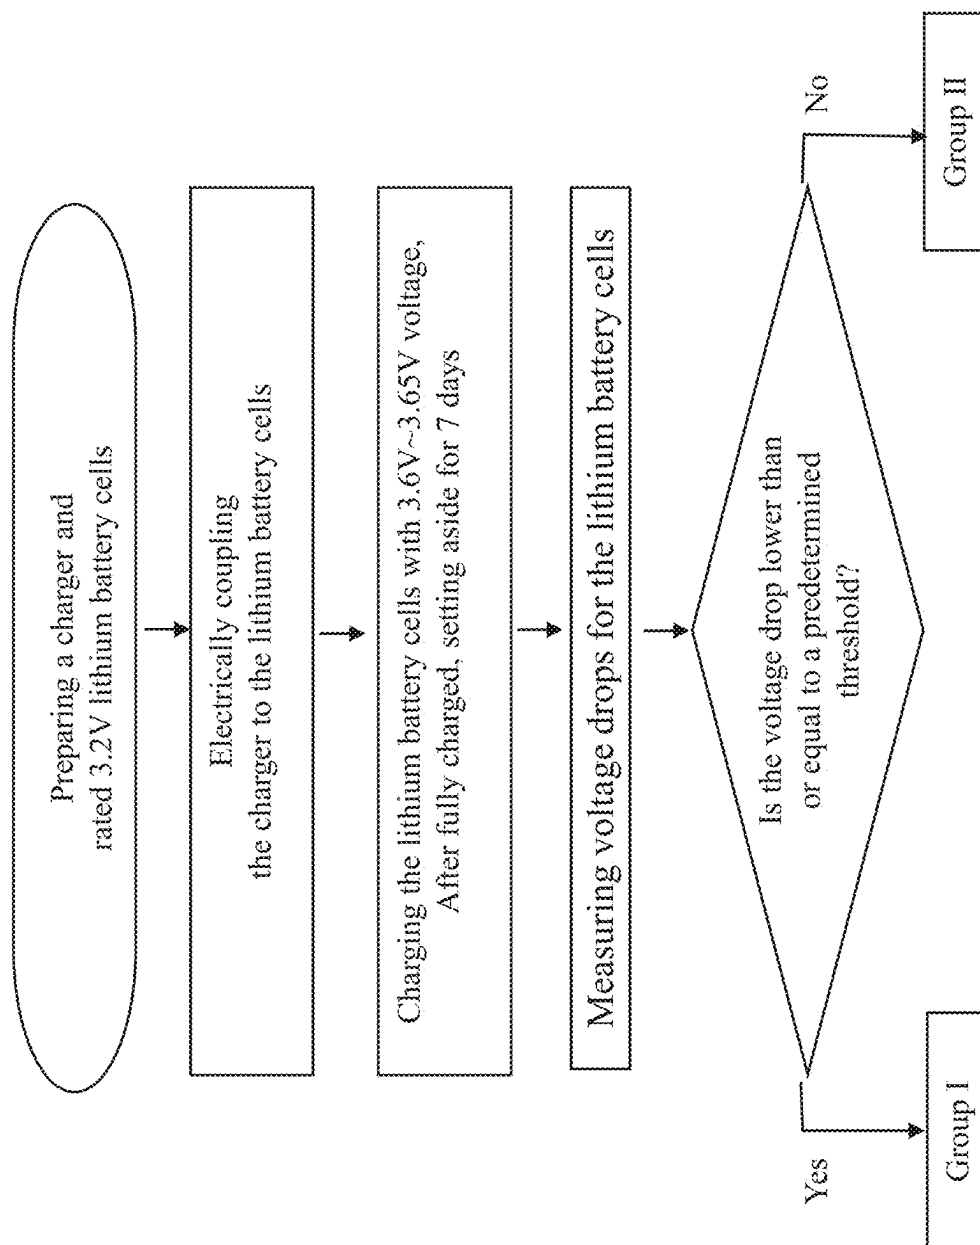 Preparing a charger and
rated 3.2V lithium battery cells
Electrically coupling
the charger to the lithium battery cells
Charging the lithium battery cells with 3.6V~3.65V voltage,
After fully charged, setting aside for 7 days
Measuring voltage drops for the lithium battery cells
Is the voltage drop lower than
or equal to a predetermined
threshold?
Yes
No
Group I
Group II